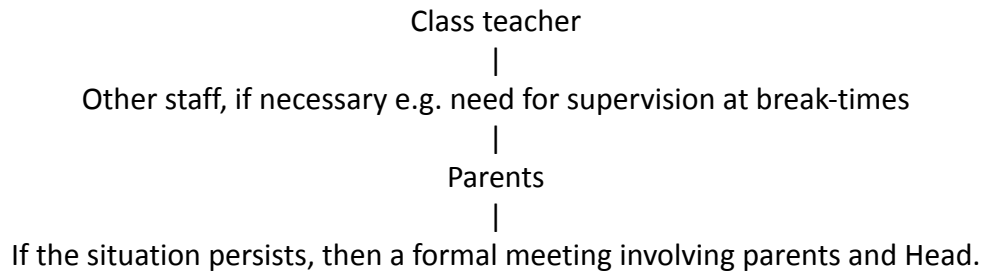 Class teacher
|
Other staff, if necessary e.g. need for supervision at break-times
|
Parents
|
If the situation persists, then a formal meeting involving parents and Head.